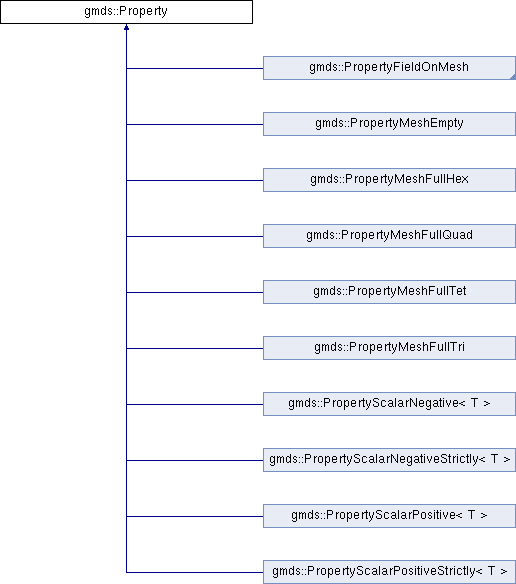 gmds::Property
gmds::PropertyFieldOnMesh
gmds::PropertyMeshEmpty
gmds::PropertyMeshFullHex
gmds::PropertyMeshFullQuad
gmds::PropertyMeshFullTet
gmds::PropertyMeshFullTri
gmds::PropertyScalarNegative< T >
gmds::PropertyScalarNegativeStrictly< T >
gmds::PropertyScalarPositive< T >
gmds::PropertyScalarPositiveStrictly< T >